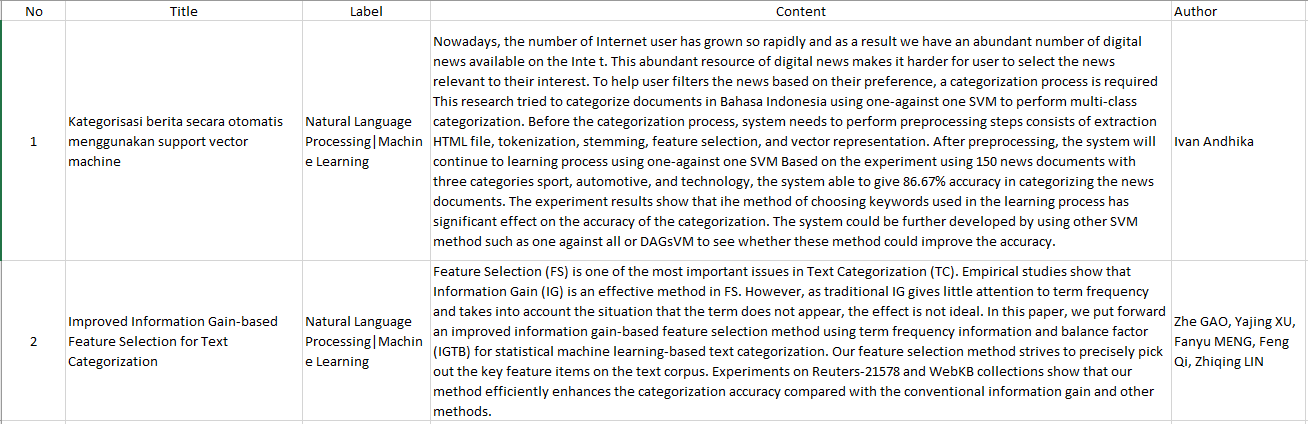 No Title Label Content Author
1
Kategorisasi berita secara otomatis
menggunakan support vector
machine
Natural Language
Processing|Machin
e Learning
Nowadays, the number of Internet user has grown so rapidly and as a result we have an abundant number of digital
news available on the Inte t. This abundant resource of digital news makes it harder for user to select the news
relevant to their interest. To help user filters the news based on their preference, a categorization process is required
This research tried to categorize documents in Bahasa Indonesia using one-against one SVM to perform multi-class
categorization. Before the categorization process, system needs to perform preprocessing steps consists of extraction
HTML file, tokenization, stemming, feature selection, and vector representation. After preprocessing, the system will
continue to learning process using one-against one SVM Based on the experiment using 150 news documents with
three categories sport, automotive, and technology, the system able to give 86.67% accuracy in categorizing the news
documents. The experiment results show that ihe method of choosing keywords used in the learning process has
significant effect on the accuracy of the categorization. The system could be further developed by using other SVM
method such as one against all or DAGsVM to see whether these method could improve the accuracy.
Ivan Andhika
2
Improved Information Gain-based
Feature Selection for Text
Categorization
Natural Language
Processing|Machin
e Learning
Feature Selection (FS) is one of the most important issues in Text Categorization (TC). Empirical studies show that
Information Gain (IG) is an effective method in FS. However, as traditional IG gives little attention to term frequency
and takes into account the situation that the term does not appear, the effect is not ideal. In this paper, we put forward
an improved information gain-based feature selection method using term frequency information and balance factor
(IGTB) for statistical machine learning-based text categorization. Our feature selection method strives to precisely pick
out the key feature items on the text corpus. Experiments on Reuters-21578 and WebKB collections show that our
method efficiently enhances the categorization accuracy compared with the conventional information gain and other
methods.
Zhe GAO, Yajing XU,
Fanyu MENG, Feng
Qi, Zhiqing LIN